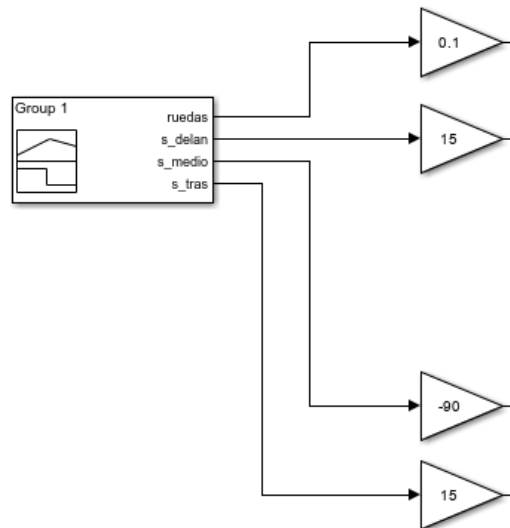 0.1
Group 1
ruedas
s_delan
15
s_medio
s_tras
-90
15